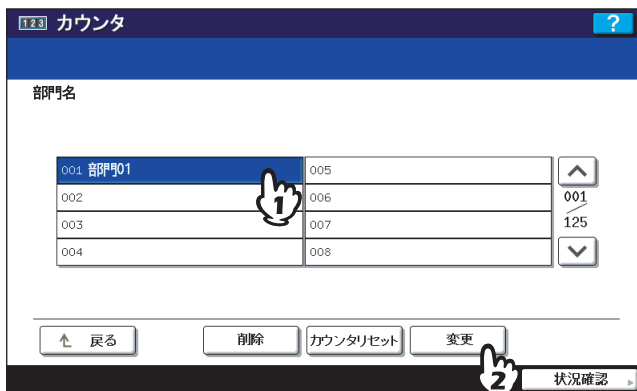 123 カウンタ ?
部門名
001 部門01 005
002 006
003 007
004 008
001
125
戻る 削除 カウンタリセット 変更
1
2
状況確認